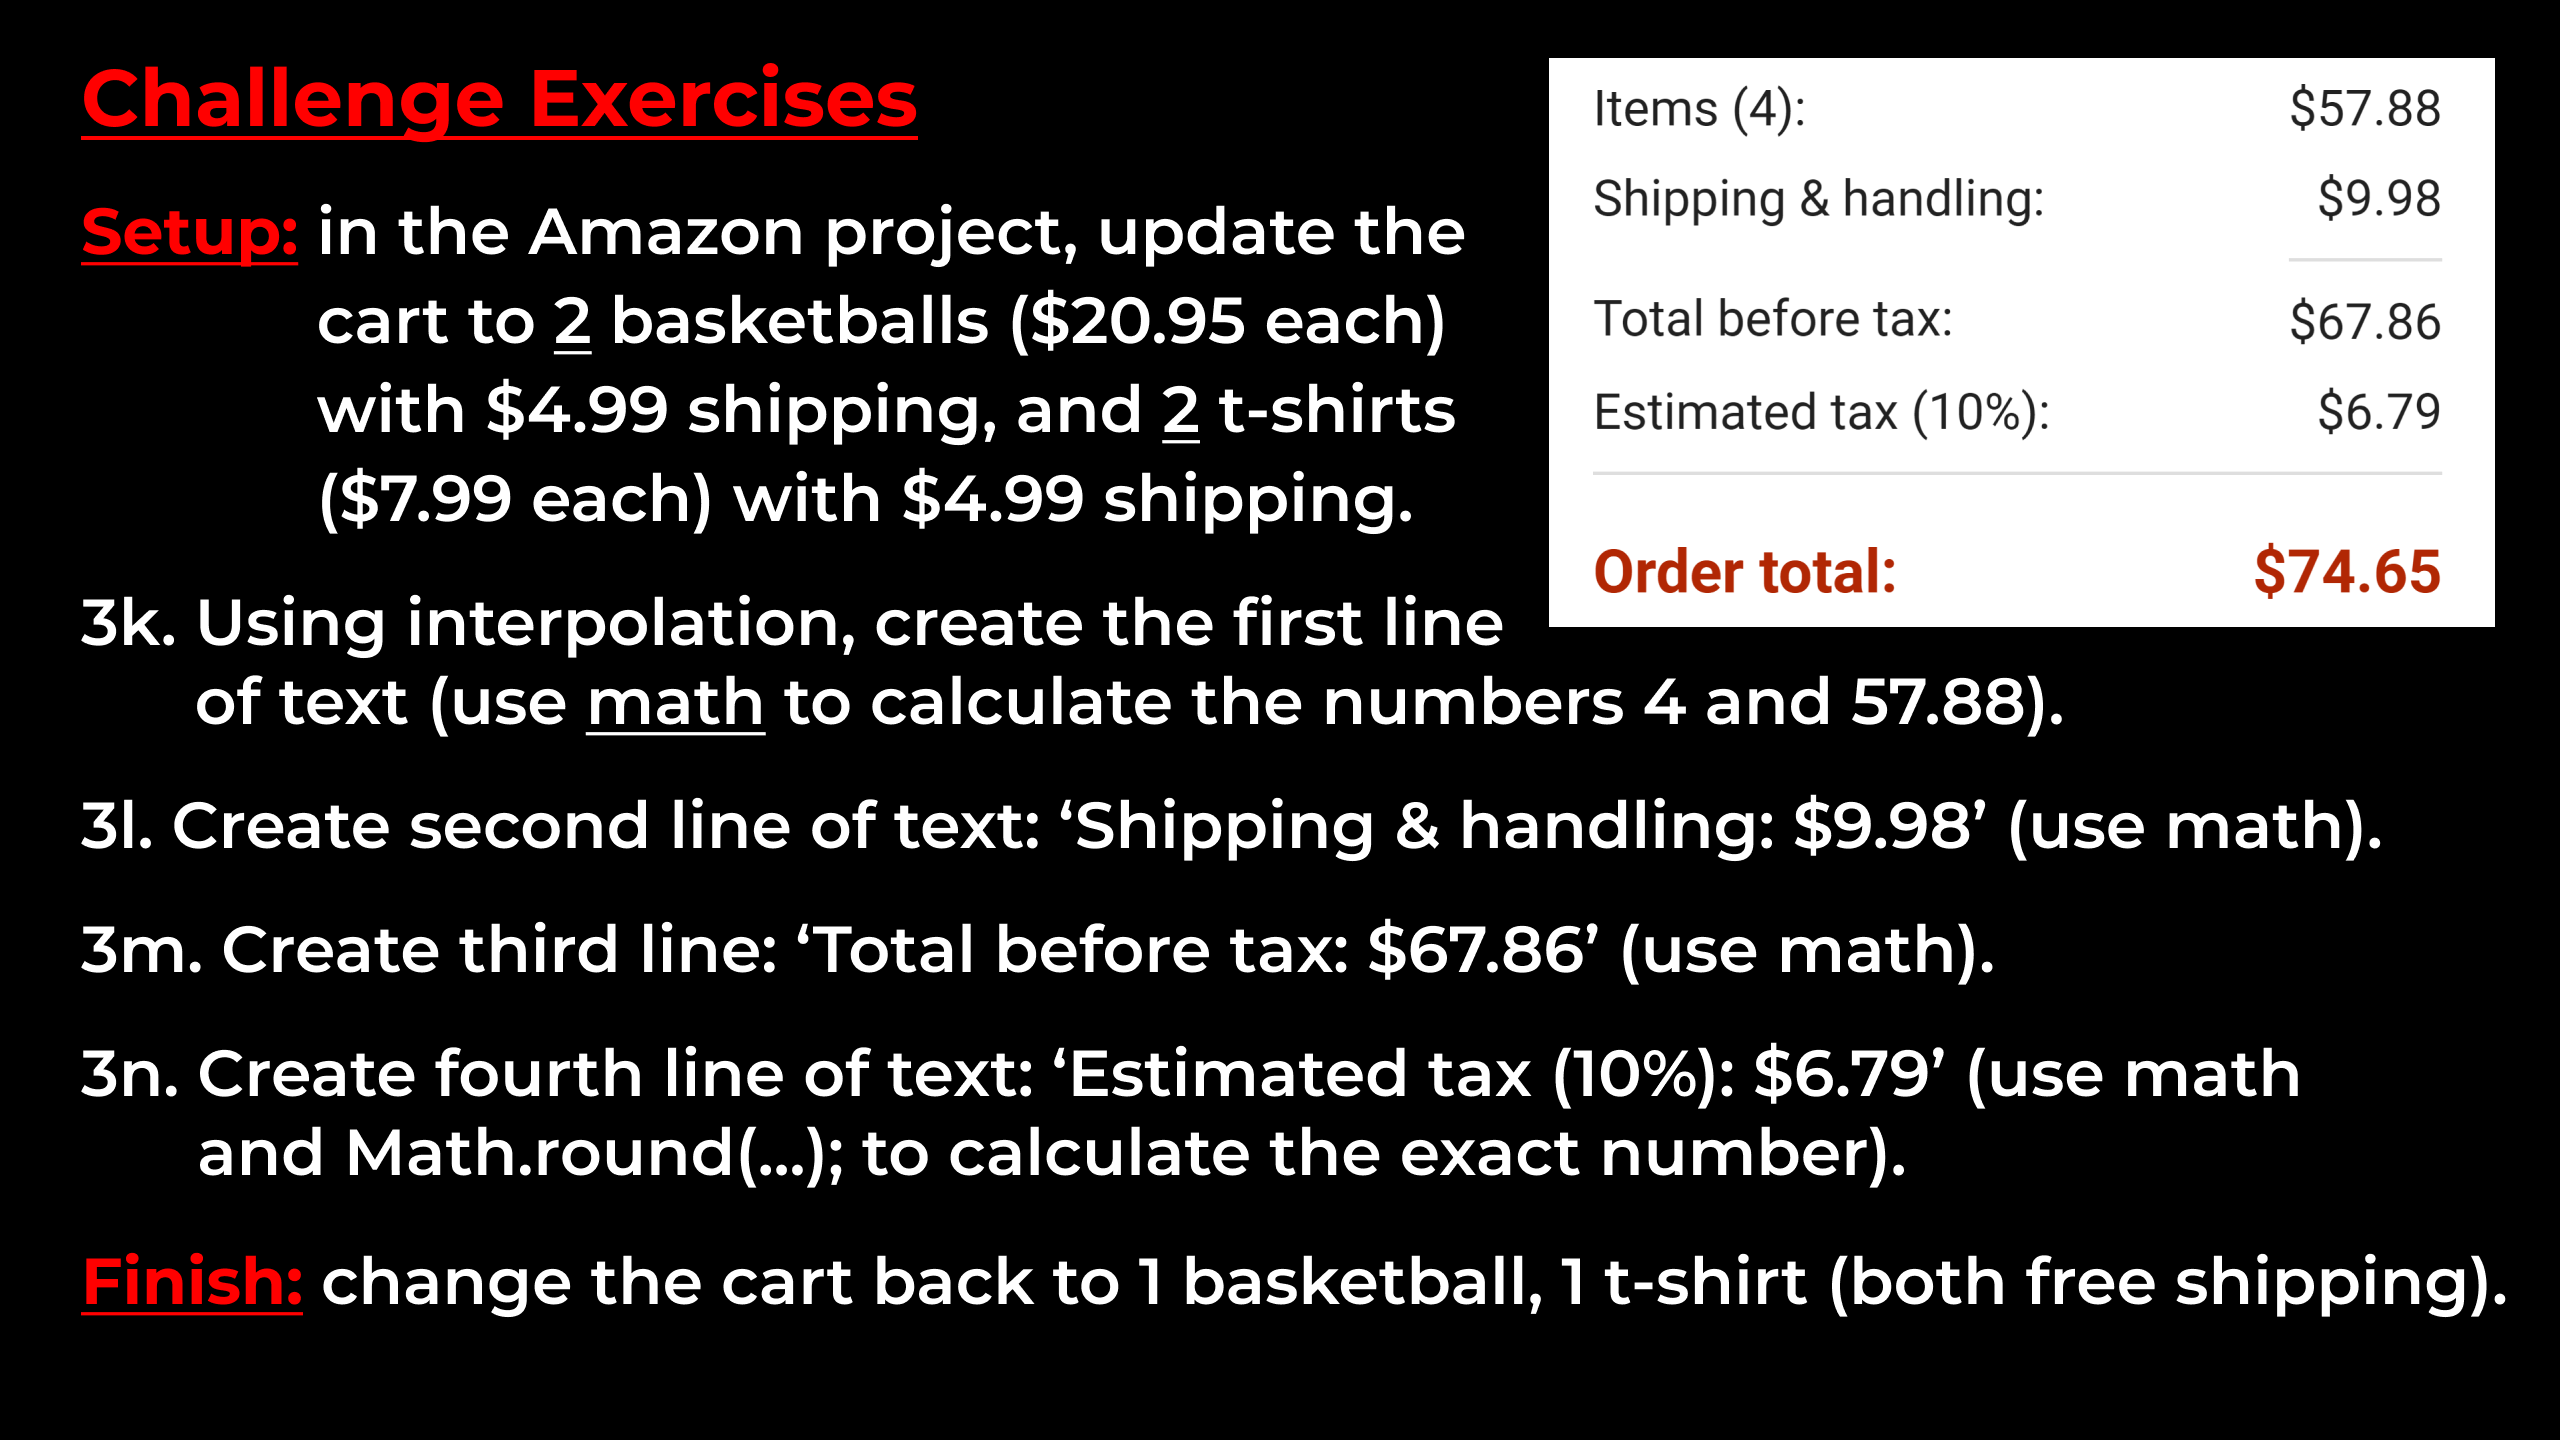 Challenge Exercises
Setup: in the Amazon project, update the
cart to 2 basketballs ($20.95 each)
with $4.99 shipping, and 2 t-shirts
($7.99 each) with $4.99 shipping.
Items (4): $57.88
Shipping & handling: $9.98
Total before tax: $67.86
Estimated tax (10%): $6.79
Order total: $74.65
3k. Using interpolation, create the first line
of text (use math to calculate the numbers 4 and 57.88).
3l. Create second line of text: ‘Shipping & handling: $9.98’ (use math).
3m. Create third line: ‘Total before tax: $67.86’ (use math).
3n. Create fourth line of text: ‘Estimated tax (10%): $6.79’ (use math
and Math.round(...); to calculate the exact number).
Finish: change the cart back to 1 basketball, 1 t-shirt (both free shipping).